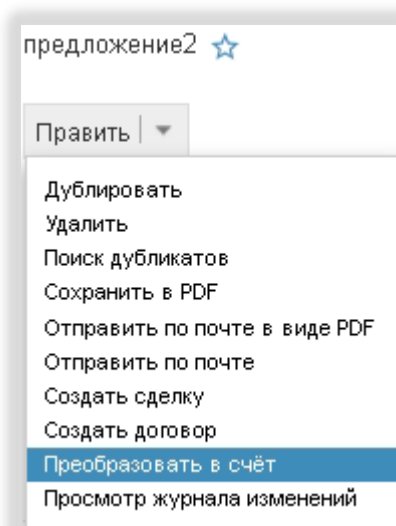 предложение2
Править
Дублировать
Удалить
Поиск дубликатов
Сохранить в PDF
Отправить по почте в виде PDF
Отправить по почте
Создать сделку
Создать договор
Преобразовать в счёт
Просмотр журнала изменений